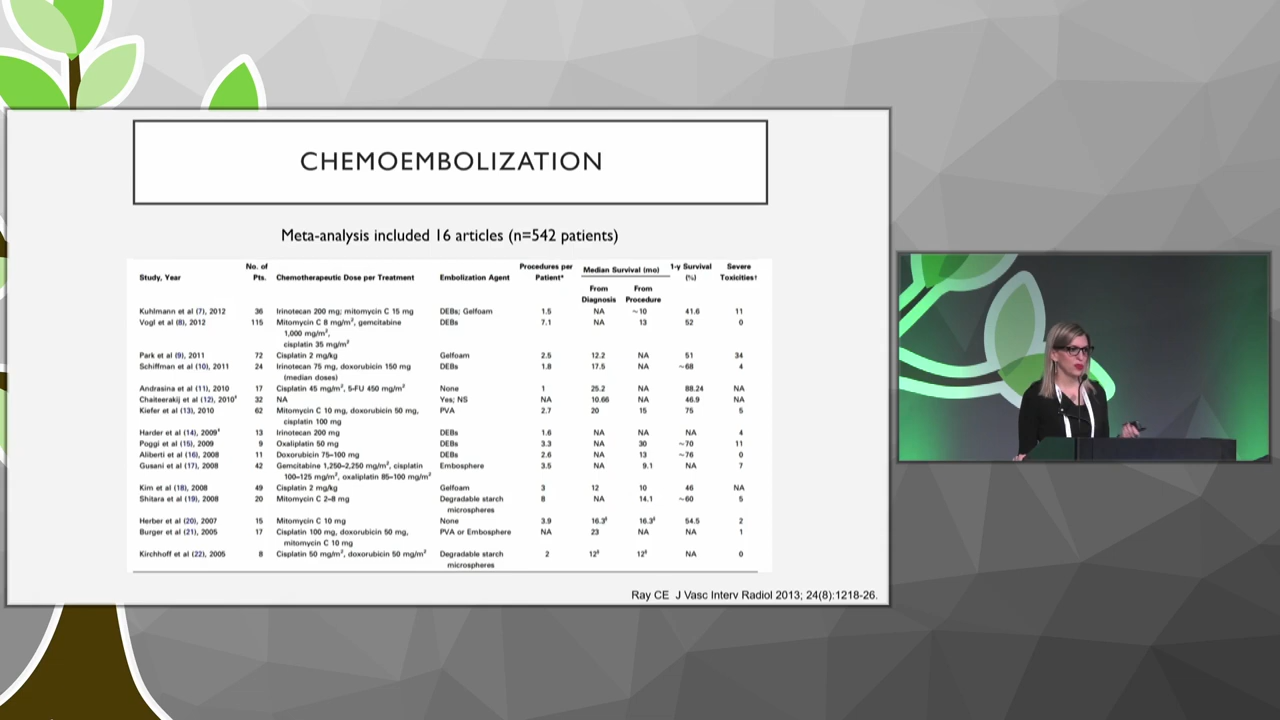 CHEMOEMBOLIZATION
Meta-analysis included 16 articles (n=542 patients)
Study, Year No. of Pts. Chemotherapeutic Dose per Treatment Embolization Agent Procedures per Patient* Median Survival (mo) 1-y Survival (%) Severe Toxicities†
From Diagnosis From Procedure
Kuhlmann et al (7), 2012 36 Irinotecan 200 mg; mitomycin C 15 mg DEBs; Gelfoam 1.5 NA ~10 41.6 11
Vogl et al (8), 2012 115 Mitomycin C 8 mg/m², gemcitabine DEBs 7.1 NA 13 52 0
1,000 mg/m²,
cisplatin 35 mg/m²
Park et al (9), 2011 72 Cisplatin 2 mg/kg Gelfoam 2.5 12.2 NA 51 34
Schiffman et al (10), 2011 24 Irinotecan 75 mg, doxorubicin 150 mg DEBs 1.8 17.5 NA ~68 4
(median doses)
Andrasina et al (11), 2010 17 Cisplatin 45 mg/m², 5-FU 450 mg/m² None 1 25.2 NA 88.24 NA
Chaiteerakij et al (12), 2010 32 NA Yes; NS NA 10.66 NA 46.9 NA
Kiefer et al (13), 2010 62 Mitomycin C 10 mg, doxorubicin 50 mg, PVA 2.7 20 15 75 5
cisplatin 100 mg
Harder et al (14), 2009 13 Irinotecan 200 mg DEBs 1.6 NA NA NA 4
Poggi et al (15), 2009 9 Oxaliplatin 50 mg DEBs 3.3 NA 30 ~70 11
Aliberti et al (16), 2008 11 Doxorubicin 75–100 mg DEBs 2.6 NA 13 ~76 0
Gusani et al (17), 2008 42 Gemcitabine 1,250–2,250 mg/m², cisplatin Embosphere 3.5 NA 9.1 NA 7
100–125 mg/m², oxaliplatin 85–100 mg/m²
Kim et al (18), 2008 49 Cisplatin 2 mg/kg Gelfoam 3 12 10 46 NA
Shitara et al (19), 2008 20 Mitomycin C 2–8 mg Degradable starch 8 NA 14.1 ~60 5
microspheres
Herber et al (20), 2007 15 Mitomycin C 10 mg None 3.9 16.3 16.3 54.5 2
Burger et al (21), 2005 17 Cisplatin 100 mg, doxorubicin 50 mg, PVA or Embosphere NA 23 NA NA 1
mitomycin C 10 mg
Kirchhoff et al (22), 2005 8 Cisplatin 50 mg/m², doxorubicin 50 mg/m² Degradable starch 2 12 12 NA 0
microspheres
Ray CE J Vasc Interv Radiol 2013; 24(8):1218-26.